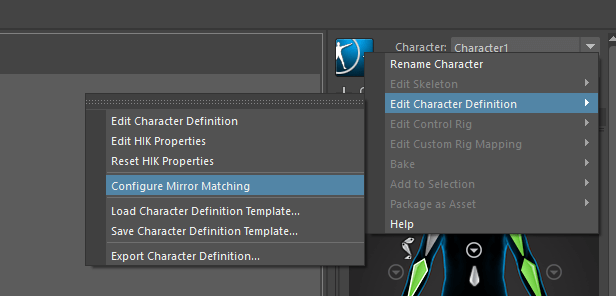 Character: Character1
Rename Character
Edit Skeleton
Edit Character Definition
Edit Control Rig
Edit Custom Rig Mapping
Bake
Add to Selection
Package as Asset
Help
Edit Character Definition
Edit HIK Properties
Reset HIK Properties
Configure Mirror Matching
Load Character Definition Template...
Save Character Definition Template...
Export Character Definition...